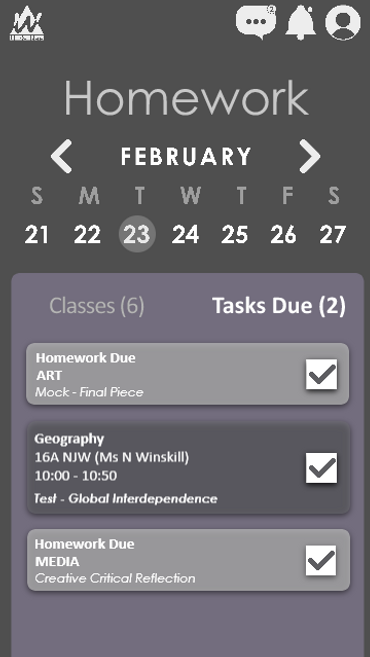 Homework
FEBRUARY
S M T W T F S
21 22 23 24 25 26 27
Classes (6) Tasks Due (2)
Homework Due
ART
Mock - Final Piece
Geography
16A NJW (Ms N Winskill)
10:00 - 10:50
Test - Global Interdependence
Homework Due
MEDIA
Creative Critical Reflection